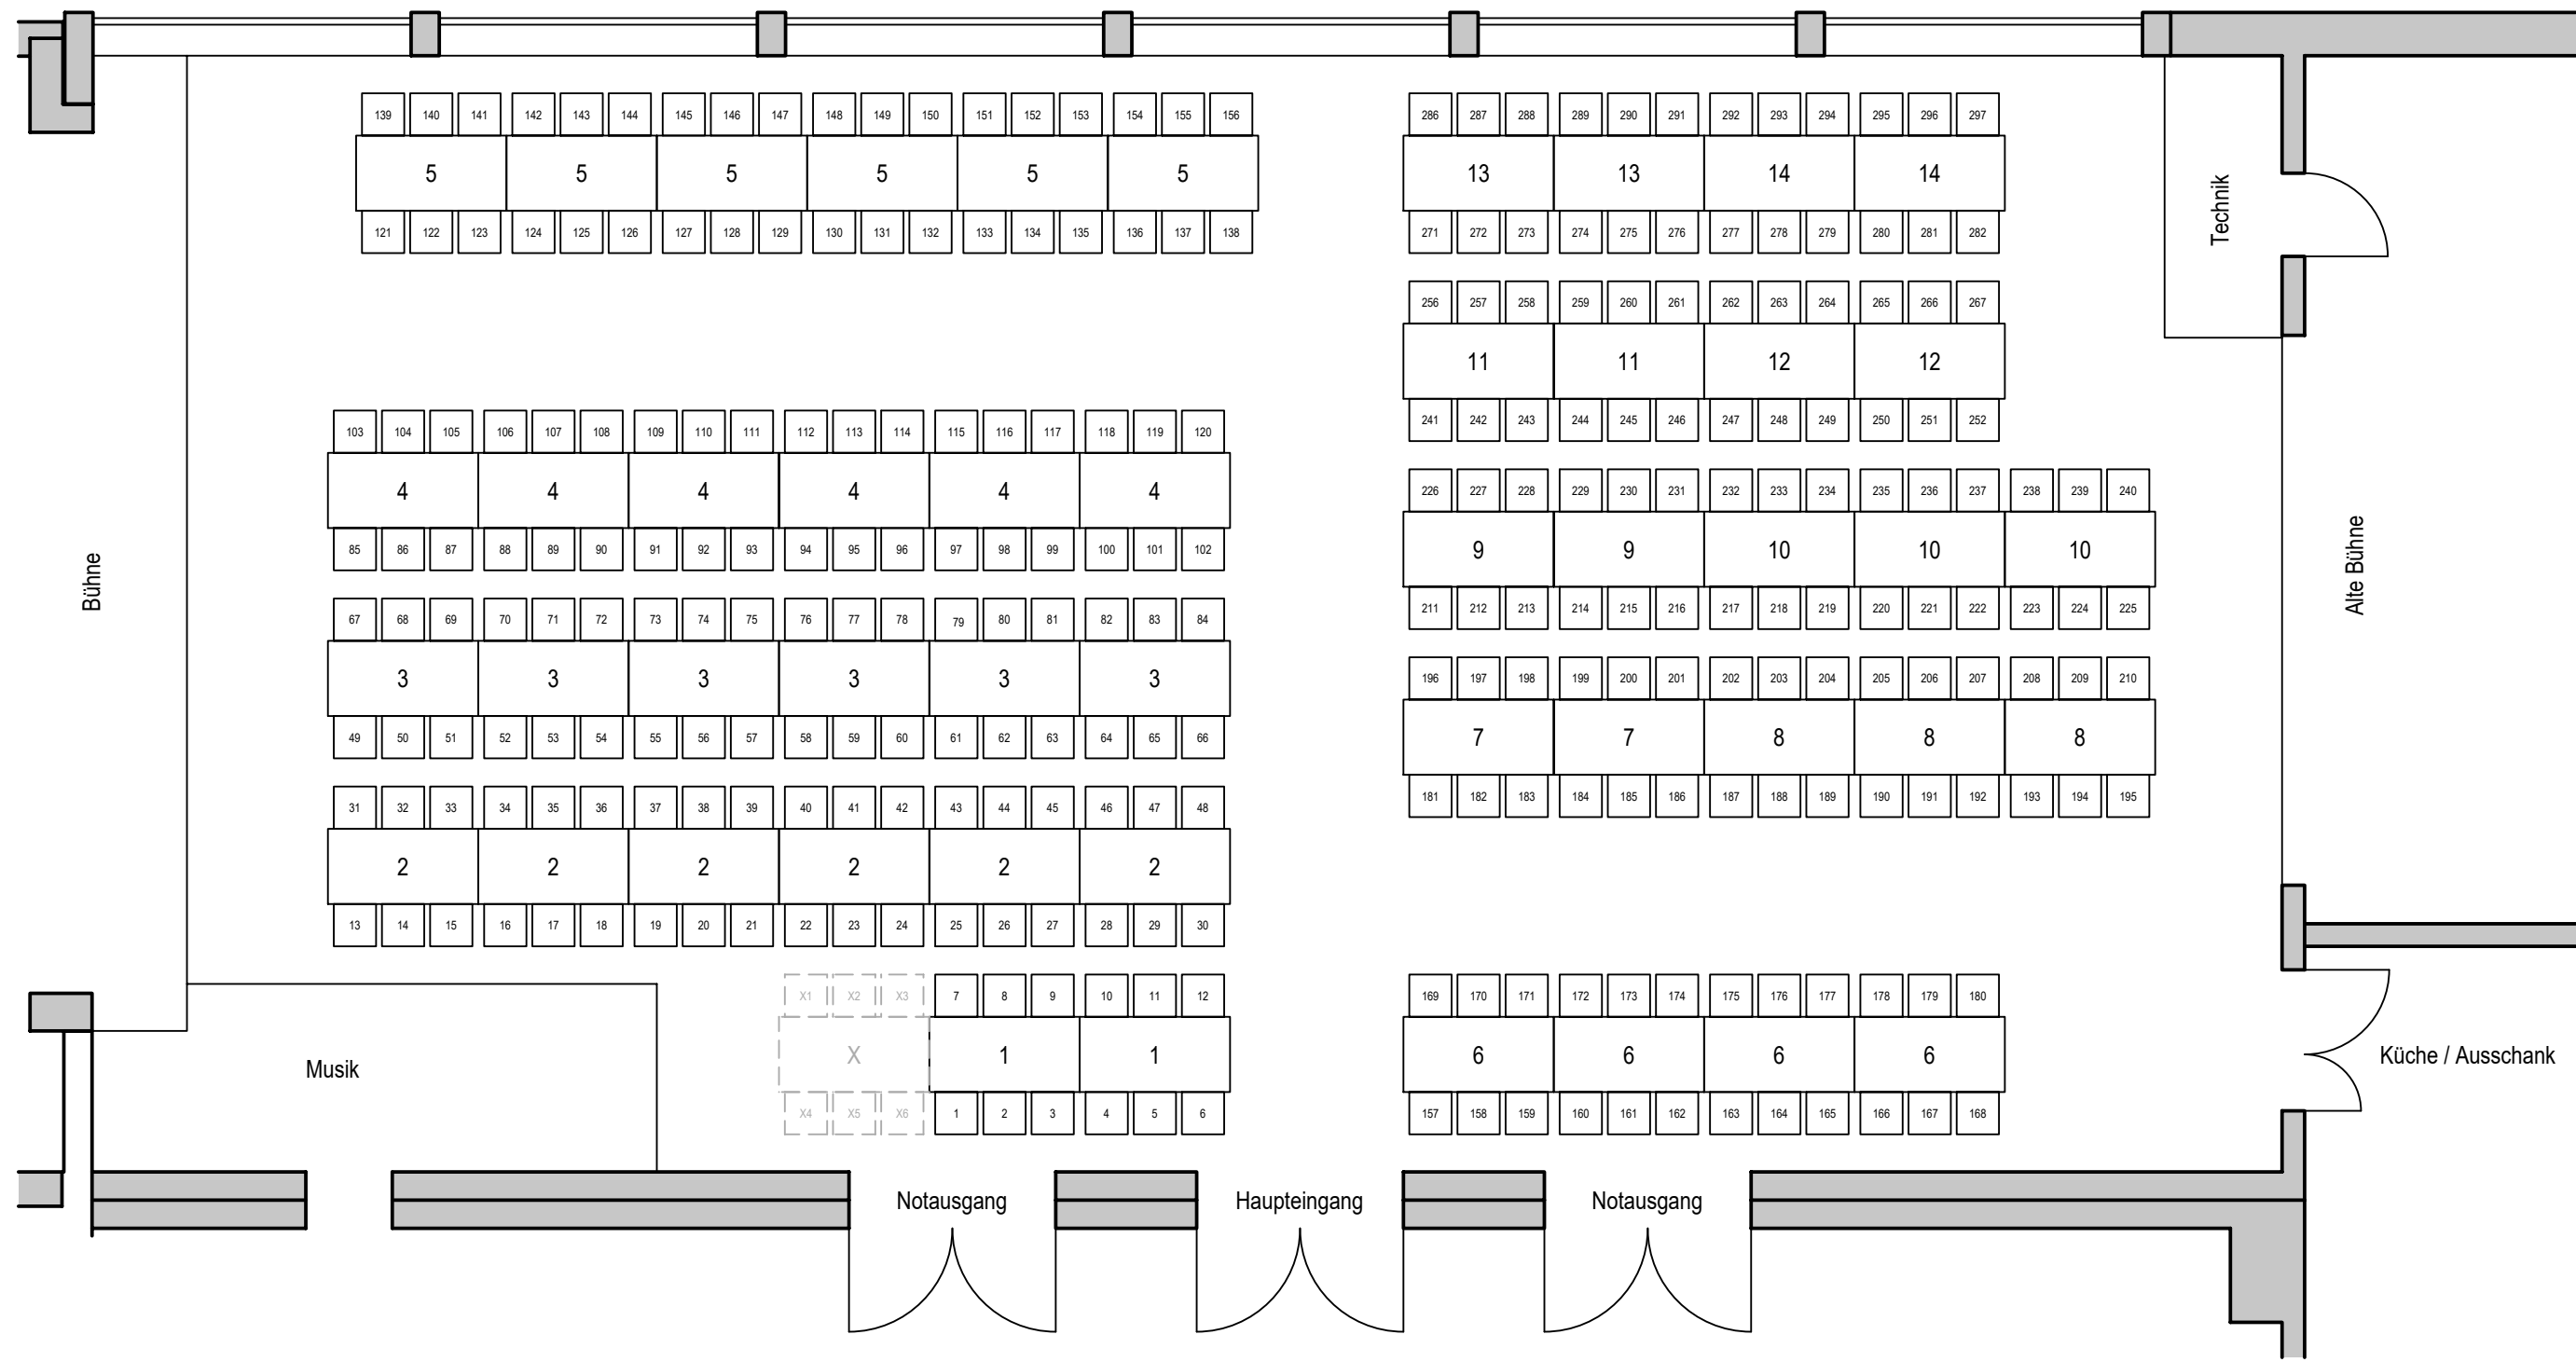 139 140 141 142 143 144 145 146 147 148 149 150 151 152 153 154 155 156
5 5 5 5 5 5
121 122 123 124 125 126 127 128 129 130 131 132 133 134 135 136 137 138
286 287 288 289 290 291 292 293 294 295 296 297
13 13 14 14
271 272 273 274 275 276 277 278 279 280 281 282
Technik
256 257 258 259 260 261 262 263 264 265 266 267
11 11 12 12
241 242 243 244 245 246 247 248 249 250 251 252
Bühne
103 104 105 106 107 108 109 110 111 112 113 114 115 116 117 118 119 120
4 4 4 4 4 4
85 86 87 88 89 90 91 92 93 94 95 96 97 98 99 100 101 102
226 227 228 229 230 231 232 233 234 235 236 237 238 239 240
9 9 10 10 10
211 212 213 214 215 216 217 218 219 220 221 222 223 224 225
Alte Bühne
67 68 69 70 71 72 73 74 75 76 77 78 79 80 81 82 83 84
3 3 3 3 3 3
49 50 51 52 53 54 55 56 57 58 59 60 61 62 63 64 65 66
196 197 198 199 200 201 202 203 204 205 206 207 208 209 210
7 7 8 8 8
181 182 183 184 185 186 187 188 189 190 191 192 193 194 195
31 32 33 34 35 36 37 38 39 40 41 42 43 44 45 46 47 48
2 2 2 2 2 2
13 14 15 16 17 18 19 20 21 22 23 24 25 26 27 28 29 30
X1 X2 X3 7 8 9 10 11 12
X 1 1
X4 X5 X6 1 2 3 4 5 6
169 170 171 172 173 174 175 176 177 178 179 180
6 6 6 6
157 158 159 160 161 162 163 164 165 166 167 168
Musik
Küche / Ausschank
Notausgang
Haupteingang
Notausgang